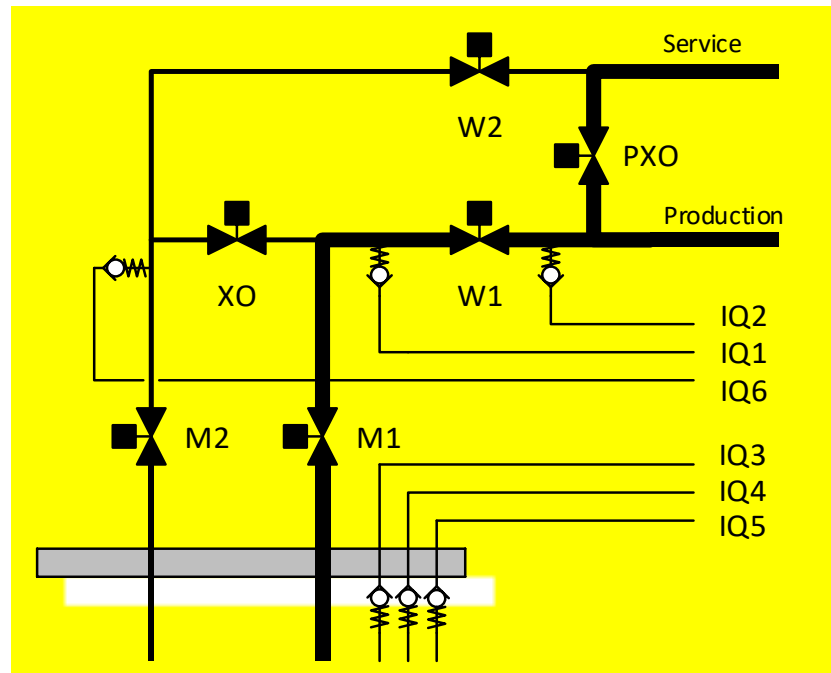 Service
W2
PXO
Production
XO
W1
IQ2
IQ1
IQ6
M2
M1
IQ3
IQ4
IQ5